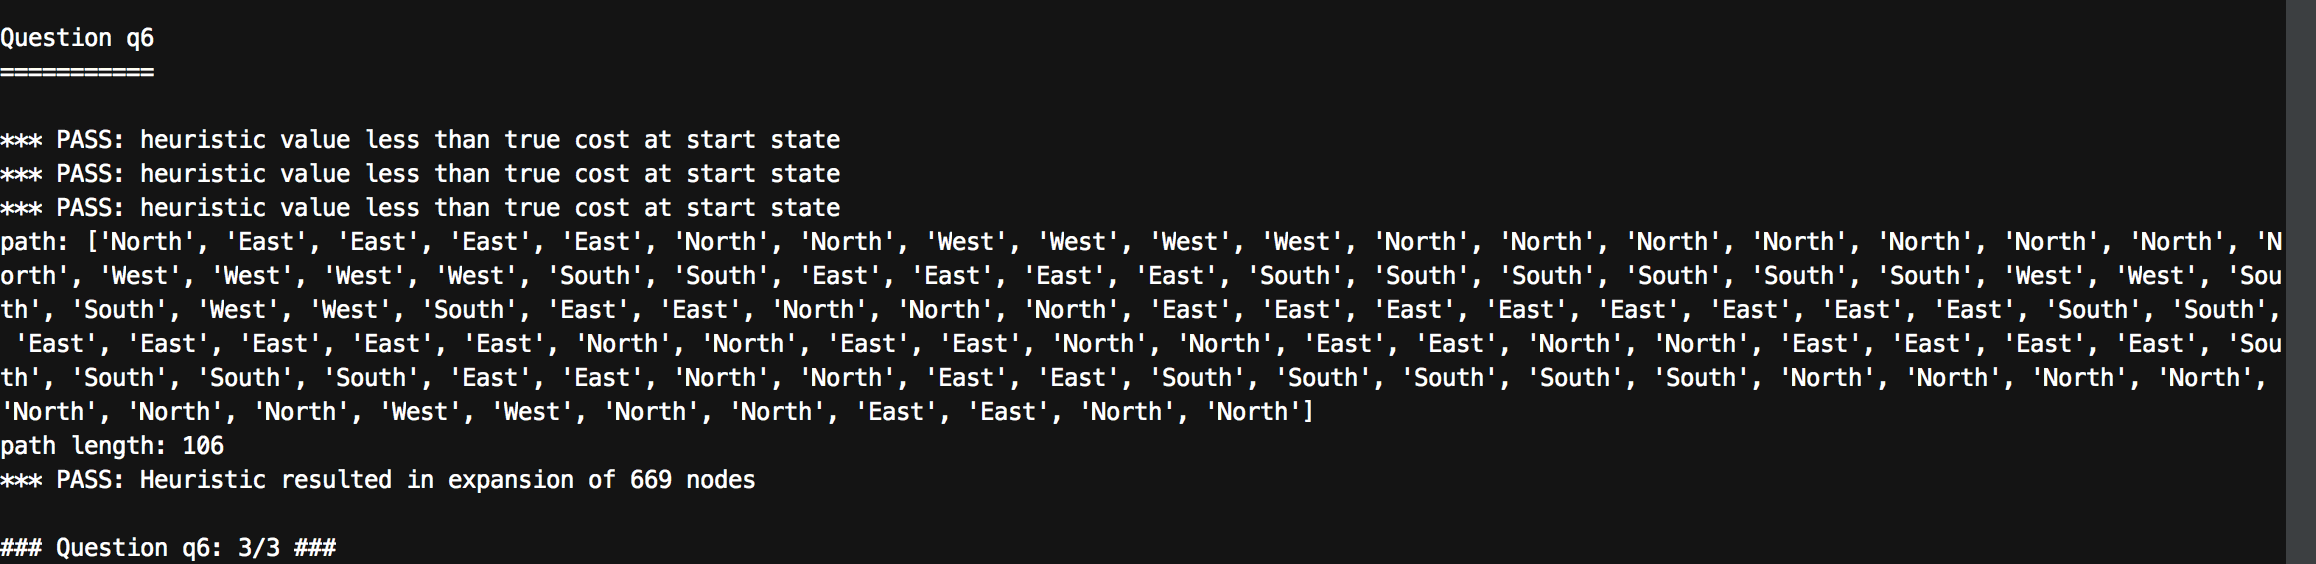 Question q6
===========
*** PASS: heuristic value less than true cost at start state
*** PASS: heuristic value less than true cost at start state
*** PASS: heuristic value less than true cost at start state
path: ['North', 'East', 'East', 'East', 'East', 'North', 'North', 'West', 'West', 'West', 'West', 'North', 'North', 'North', 'North', 'North', 'North', 'North', 'N
orth', 'West', 'West', 'West', 'West', 'South', 'South', 'East', 'East', 'East', 'East', 'South', 'South', 'South', 'South', 'South', 'South', 'West', 'West', 'Sou
th', 'South', 'West', 'West', 'South', 'East', 'East', 'North', 'North', 'North', 'East', 'East', 'East', 'East', 'East', 'East', 'East', 'East', 'South', 'South',
 'East', 'East', 'East', 'East', 'East', 'North', 'North', 'East', 'East', 'North', 'North', 'East', 'East', 'North', 'North', 'East', 'East', 'East', 'East', 'Sou
th', 'South', 'South', 'South', 'East', 'East', 'North', 'North', 'East', 'East', 'South', 'South', 'South', 'South', 'South', 'North', 'North', 'North', 'North',
'North', 'North', 'North', 'West', 'West', 'North', 'North', 'East', 'East', 'North', 'North']
path length: 106
*** PASS: Heuristic resulted in expansion of 669 nodes
### Question q6: 3/3 ###